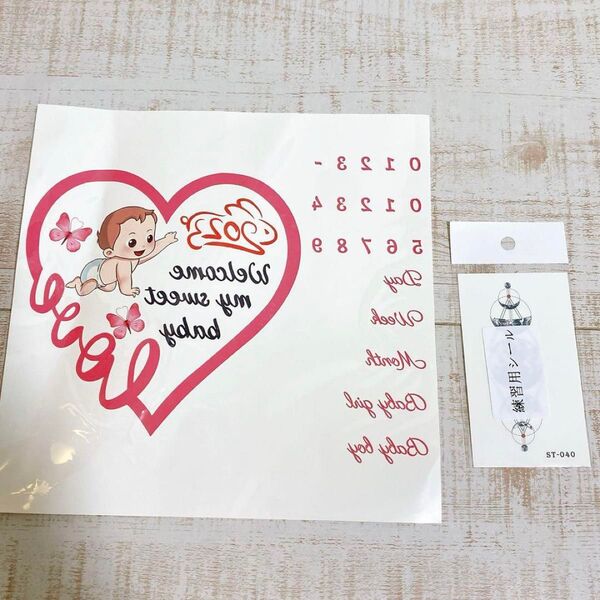 2023
Welcome
my sweet
baby
love
0 1 2 3 -
0 1 2 3 4
5 6 7 8 9
Day
Week
Month
Baby girl
Baby boy
練習用シール
ST-040